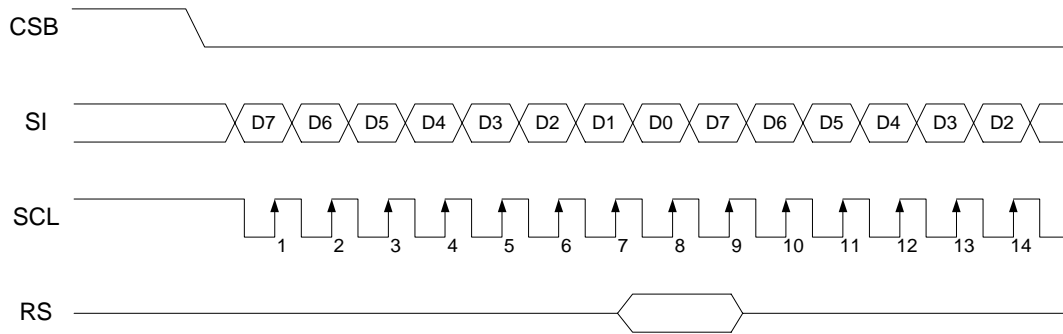 CSB
SI D7 D6 D5 D4 D3 D2 D1 D0 D7 D6 D5 D4 D3 D2
SCL 1 2 3 4 5 6 7 8 9 10 11 12 13 14
RS